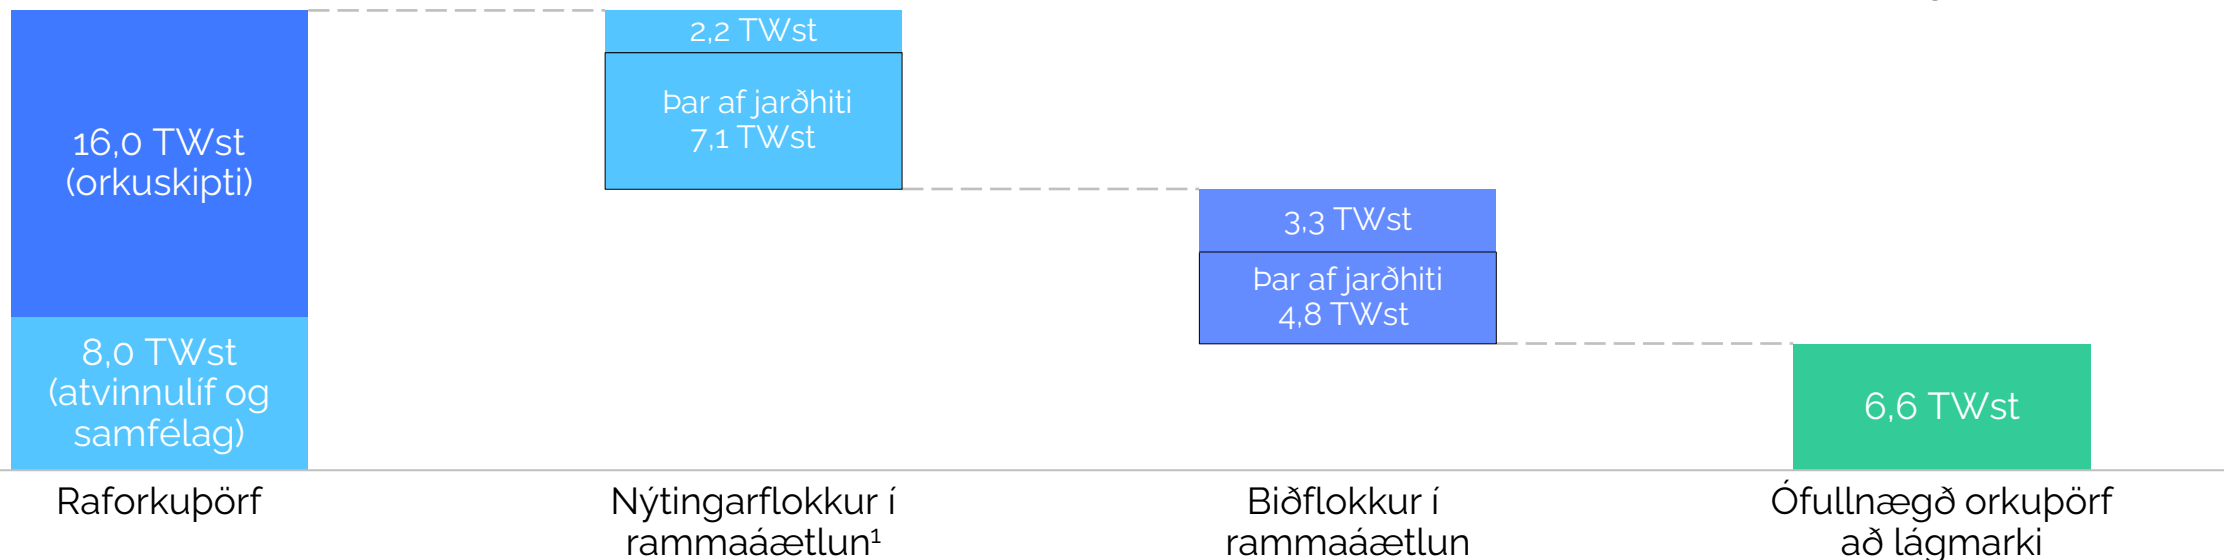 16,0 TWst
(orkuskipti)
8,0 TWst
(atvinnulíf og
samfélag)
Raforkuþörf
2,2 TWst
Þar af jarðhiti
7,1 TWst
Nýtingarflokkur í
rammaáætlun¹
3,3 TWst
Þar af jarðhiti
4,8 TWst
Biðflokkur í
rammaáætlun
6,6 TWst
Ófullnægð orkuþörf
að lágmarki